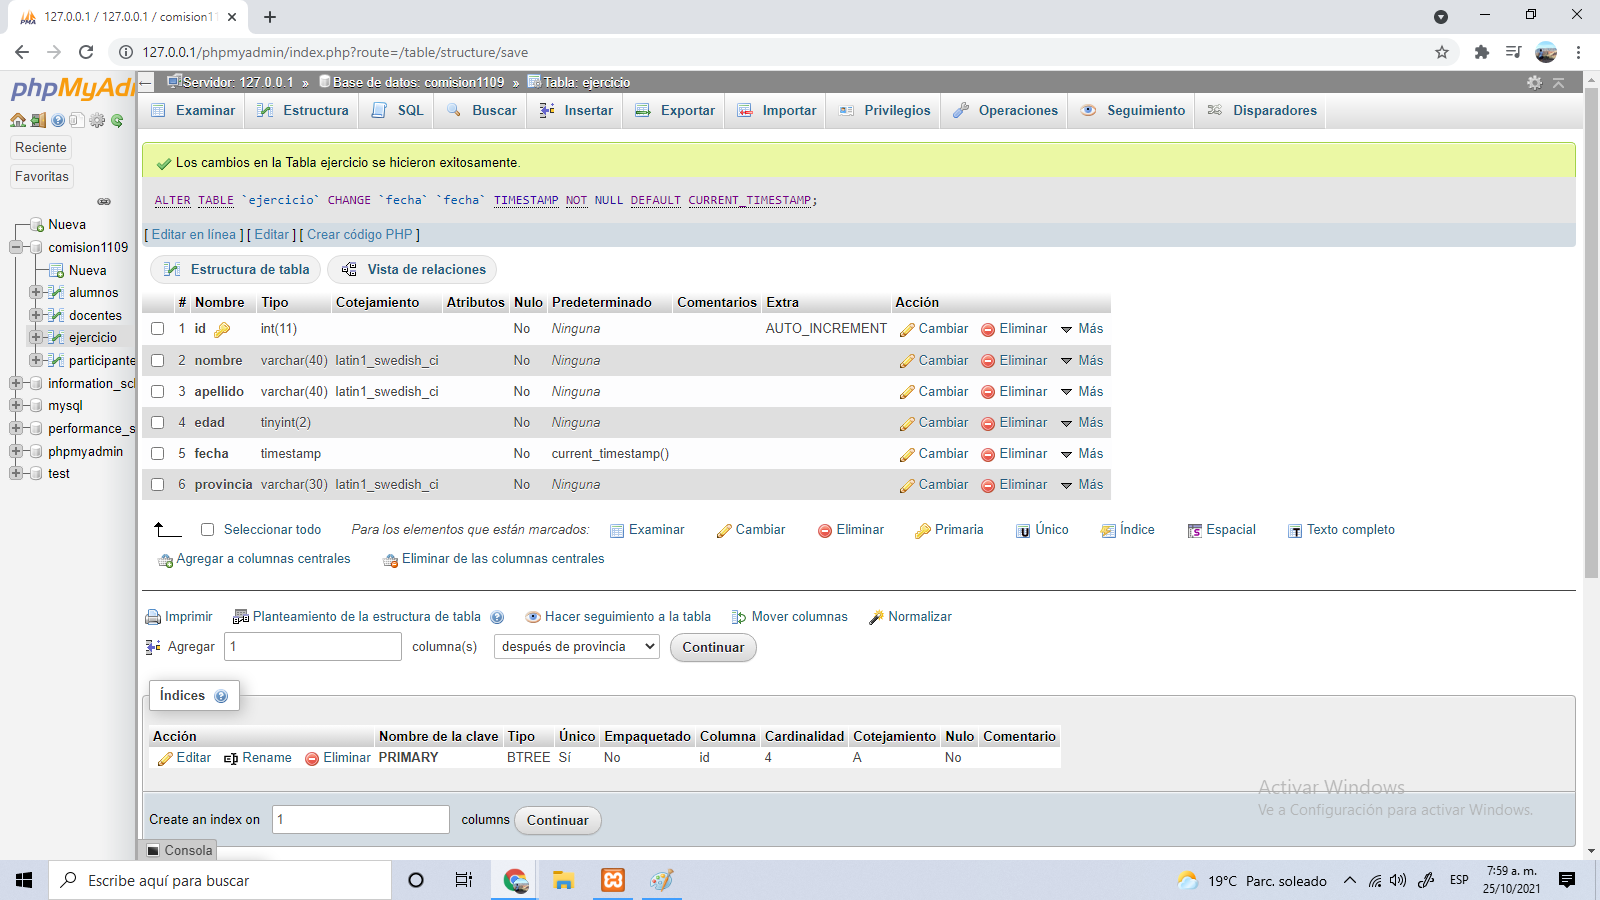 127.0.0.1 / 127.0.0.1 / comision11
127.0.0.1/phpmyadmin/index.php?route=/table/structure/save
phpMyAdm
Reciente
Favoritas
Nueva
comision1109
Nueva
alumnos
docentes
ejercicio
participante
information_sch
mysql
performance_s
phpmyadmin
test
Servidor: 127.0.0.1 » Base de datos: comision1109 » Tabla: ejercicio
Examinar Estructura SQL Buscar Insertar Exportar Importar Privilegios Operaciones Seguimiento Disparadores
Los cambios en la Tabla ejercicio se hicieron exitosamente.
ALTER TABLE `ejercicio` CHANGE `fecha` `fecha` TIMESTAMP NOT NULL DEFAULT CURRENT_TIMESTAMP;
[ Editar en línea ] [ Editar ] [ Crear código PHP ]
Estructura de tabla Vista de relaciones
# Nombre Tipo Cotejamiento Atributos Nulo Predeterminado Comentarios Extra Acción
1 id int(11) No Ninguna AUTO_INCREMENT Cambiar Eliminar Más
2 nombre varchar(40) latin1_swedish_ci No Ninguna Cambiar Eliminar Más
3 apellido varchar(40) latin1_swedish_ci No Ninguna Cambiar Eliminar Más
4 edad tinyint(2) No Ninguna Cambiar Eliminar Más
5 fecha timestamp No current_timestamp() Cambiar Eliminar Más
6 provincia varchar(30) latin1_swedish_ci No Ninguna Cambiar Eliminar Más
Seleccionar todo Para los elementos que están marcados: Examinar Cambiar Eliminar Primaria Único Índice Espacial Texto completo
Agregar a columnas centrales Eliminar de las columnas centrales
Imprimir Planteamiento de la estructura de tabla Hacer seguimiento a la tabla Mover columnas Normalizar
Agregar 1 columna(s) después de provincia Continuar
Índices
Acción Nombre de la clave Tipo Único Empaquetado Columna Cardinalidad Cotejamiento Nulo Comentario
Editar Rename Eliminar PRIMARY BTREE Sí No id 4 A No
Create an index on 1 columns Continuar
Activar Windows
Ve a Configuración para activar Windows.
Consola
Escribe aquí para buscar
19°C Parc. soleado
ESP
7:59 a. m.
25/10/2021